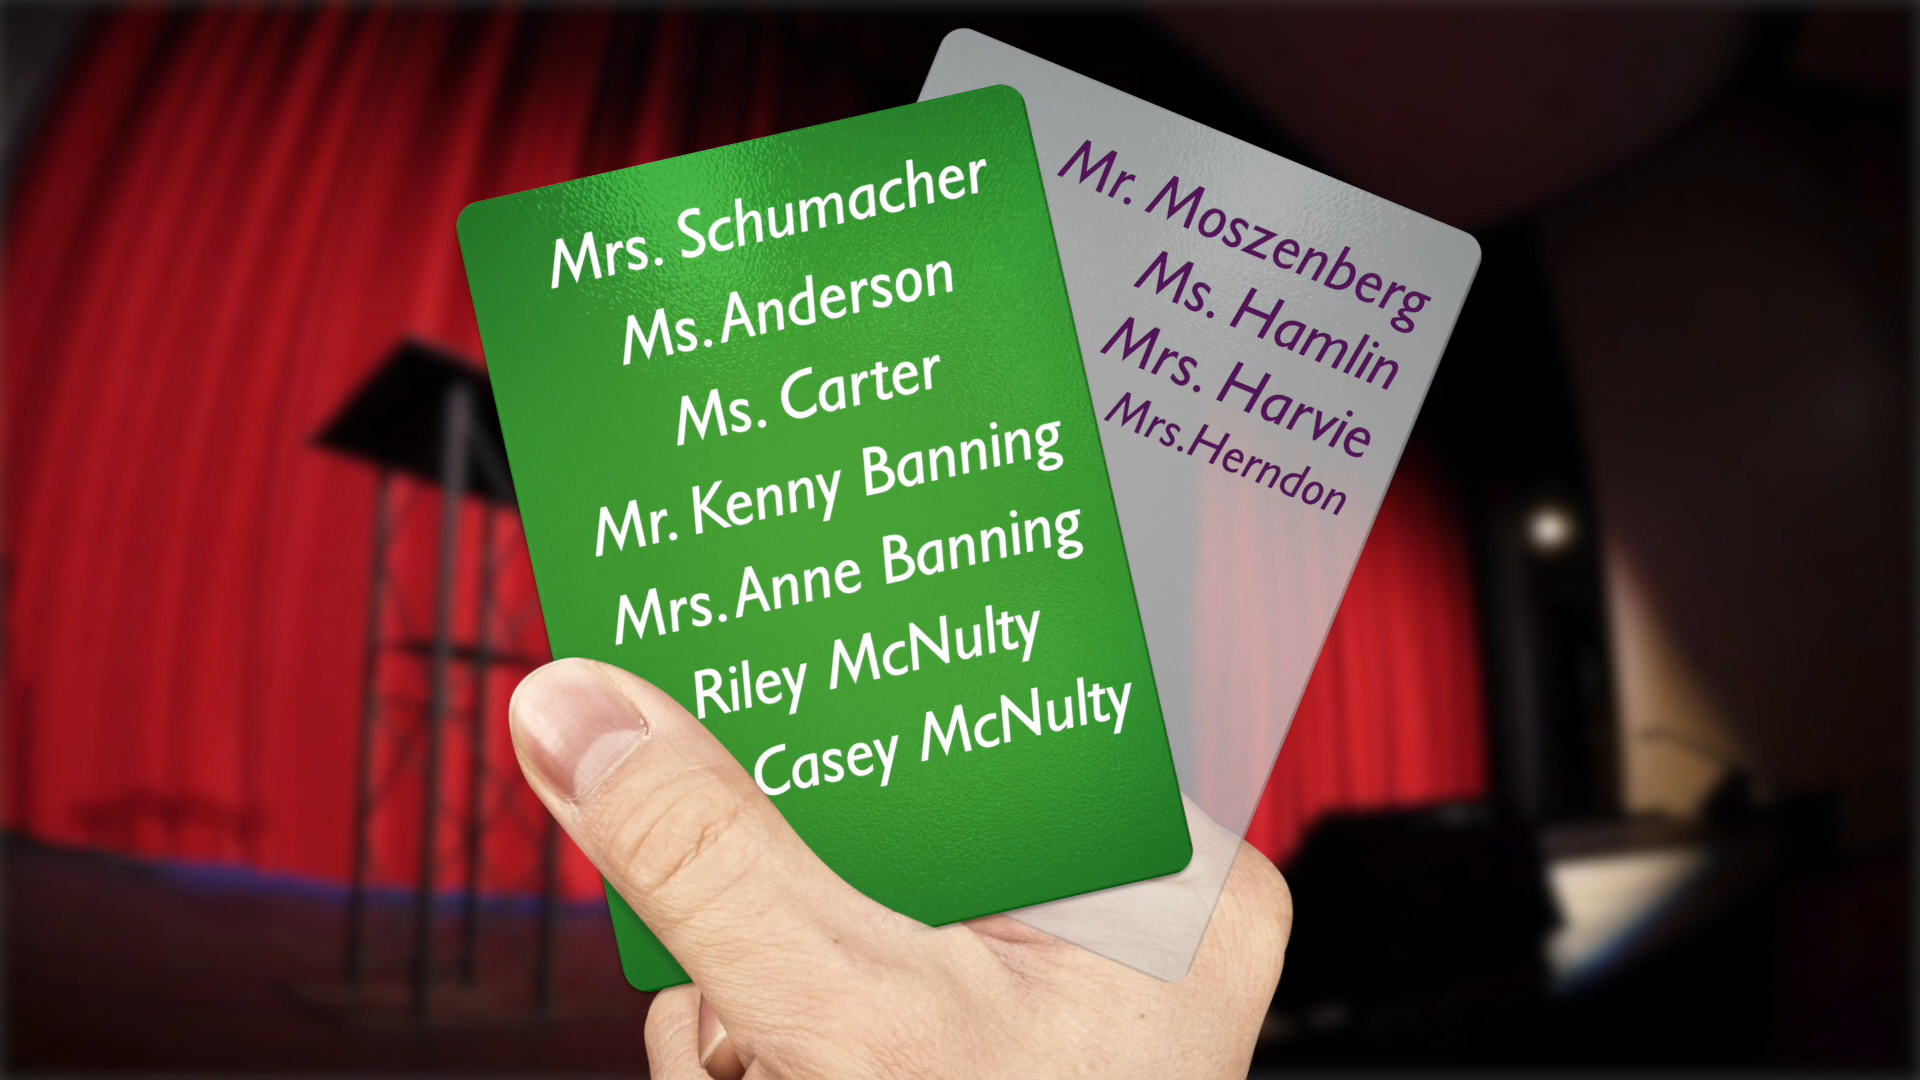 Mrs. Schumacher
Ms. Anderson
Ms. Carter
Mr. Kenny Banning
Mrs. Anne Banning
Riley McNulty
Casey McNulty
Mr. Moszenberg
Ms. Hamlin
Mrs. Harvie
Mrs. Herndon